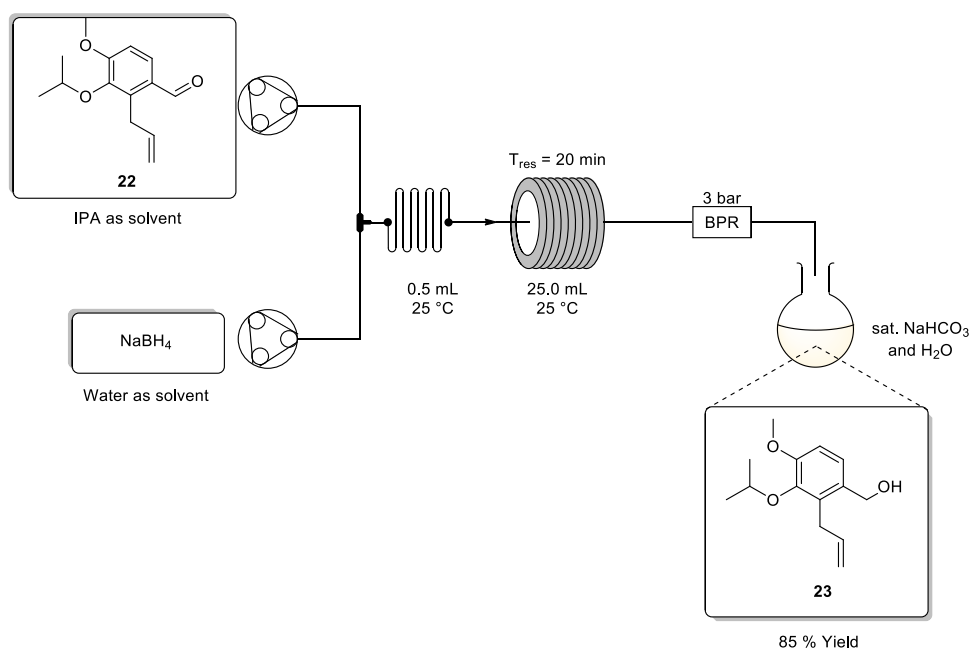 O
O
O
22
IPA as solvent
NaBH4
Water as solvent
0.5 mL
25 °C
Tres = 20 min
25.0 mL
25 °C
3 bar
BPR
sat. NaHCO3
and H2O
O
O
OH
23
85 % Yield